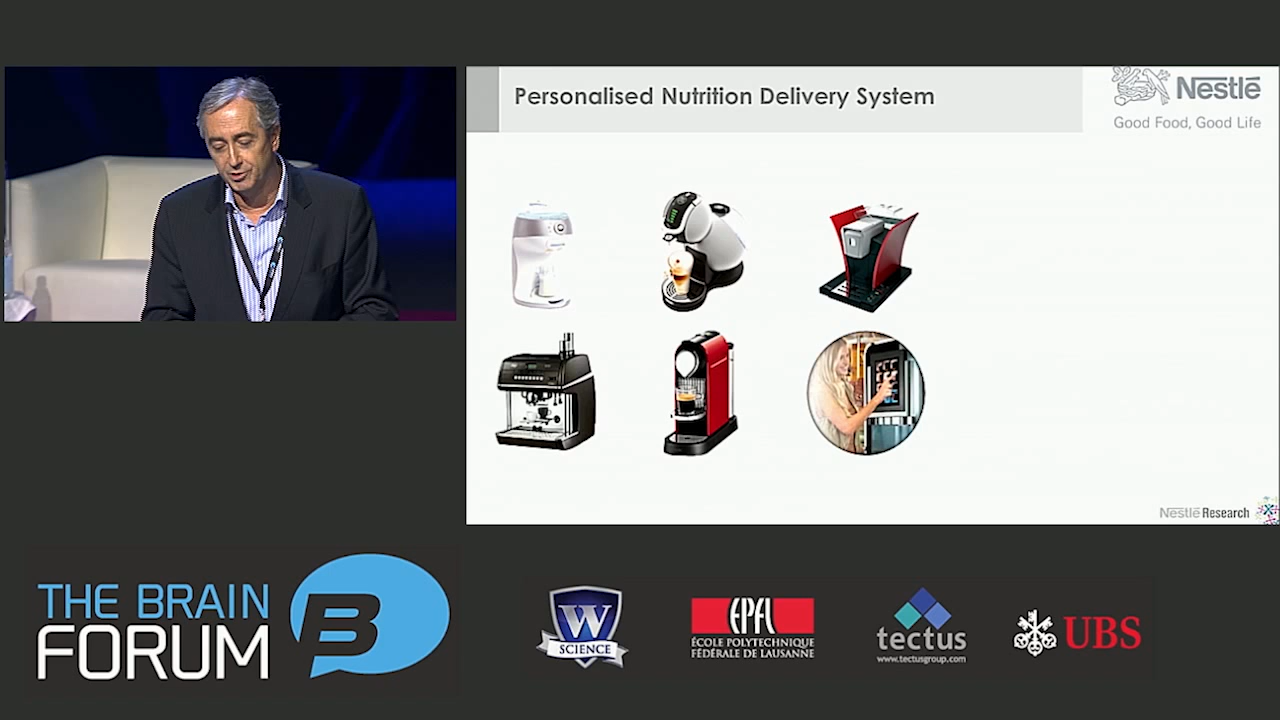 Personalised Nutrition Delivery System
Nestlé
Good Food, Good Life
Nestlé Research
THE BRAIN
FORUM
B
W
SCIENCE
EPFL
ÉCOLE POLYTECHNIQUE
FÉDÉRALE DE LAUSANNE
tectus
www.tectusgroup.com
UBS